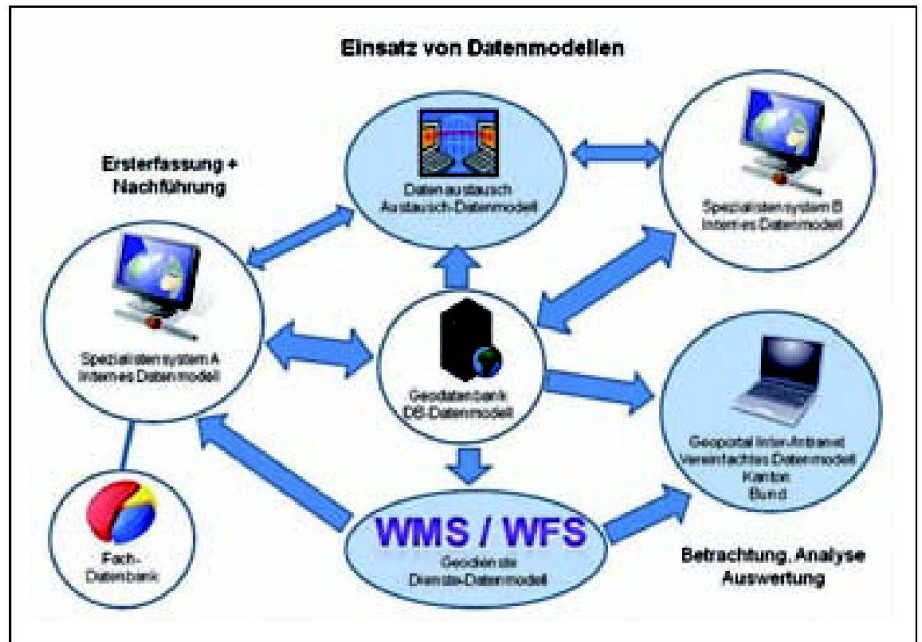 Einsatz von Datenmodellen
Ersterfassung +
Nachführung
Datenaustausch
Austausch-Datenmodell
Spezialistensystem B
Internes Datenmodell
Spezialistensystem A
Internes Datenmodell
Geodatenbank
DB-Datenmodell
Geoportal Inter-/Intranet
Vereinfachtes Datenmodell
Kanton
Bund
Fach-
Datenbank
WMS / WFS
Geodienste
Dienste-Datenmodell
Betrachtung, Analyse
Auswertung